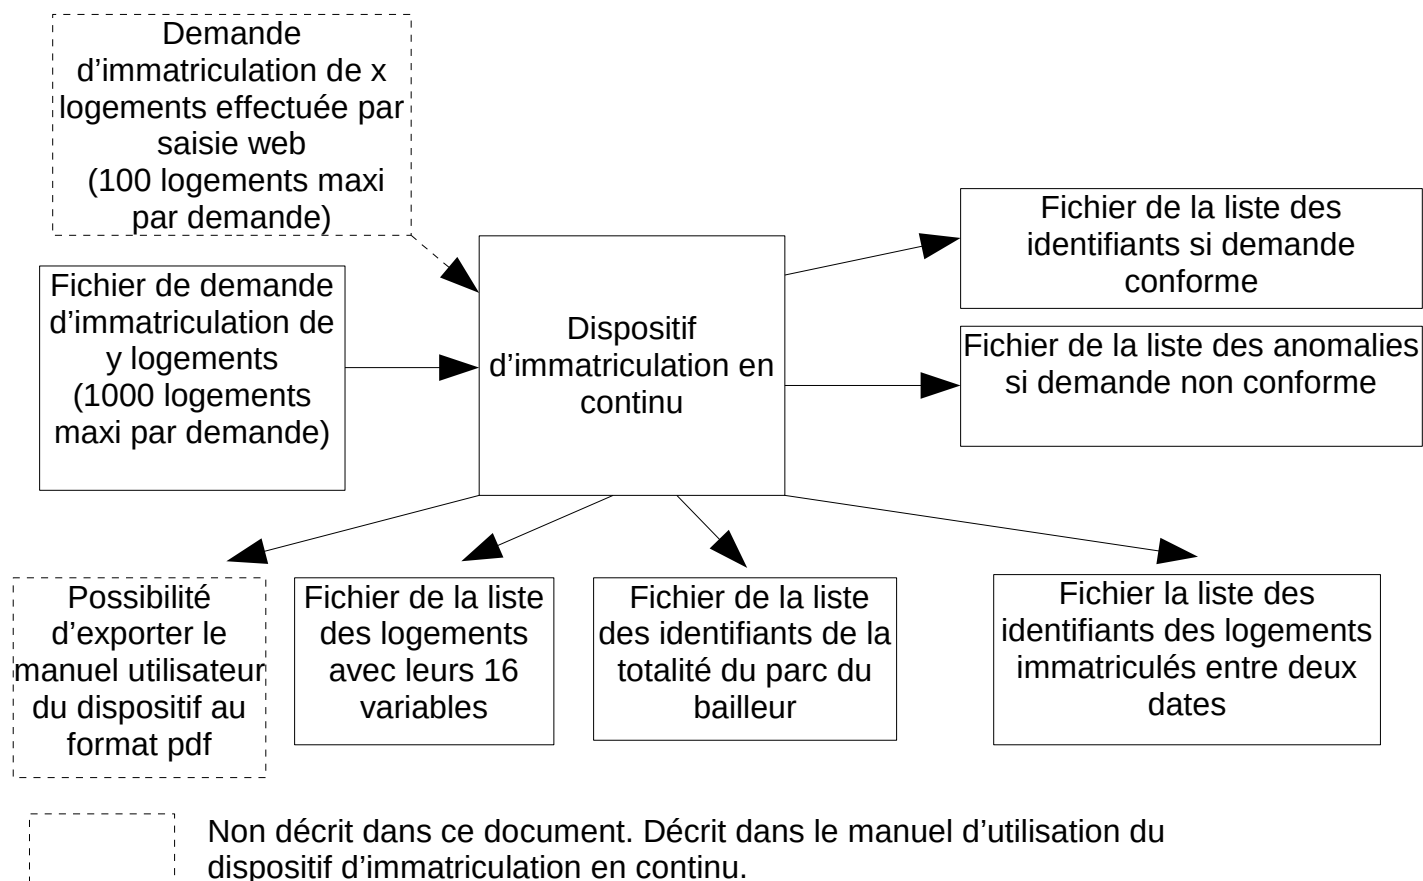 Demande
d’immatriculation de x
logements effectuée par
saisie web
(100 logements maxi
par demande)
Fichier de demande
d’immatriculation de
y logements
(1000 logements
maxi par demande)
Dispositif
d’immatriculation en
continu
Fichier de la liste des
identifiants si demande
conforme
Fichier de la liste des anomalies
si demande non conforme
Possibilité
d’exporter le
manuel utilisateur
du dispositif au
format pdf
Fichier de la liste
des logements
avec leurs 16
variables
Fichier de la liste
des identifiants de la
totalité du parc du
bailleur
Fichier la liste des
identifiants des logements
immatriculés entre deux
dates
Non décrit dans ce document. Décrit dans le manuel d’utilisation du
dispositif d’immatriculation en continu.